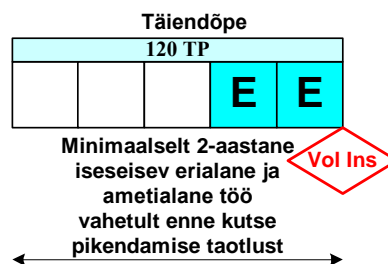 Täiendõpe
120 TP
E E
Minimaalselt 2-aastane
iseseisev erialane ja
ametialane töö
vahetult enne kutse
pikendamise taotlust
Vol Ins